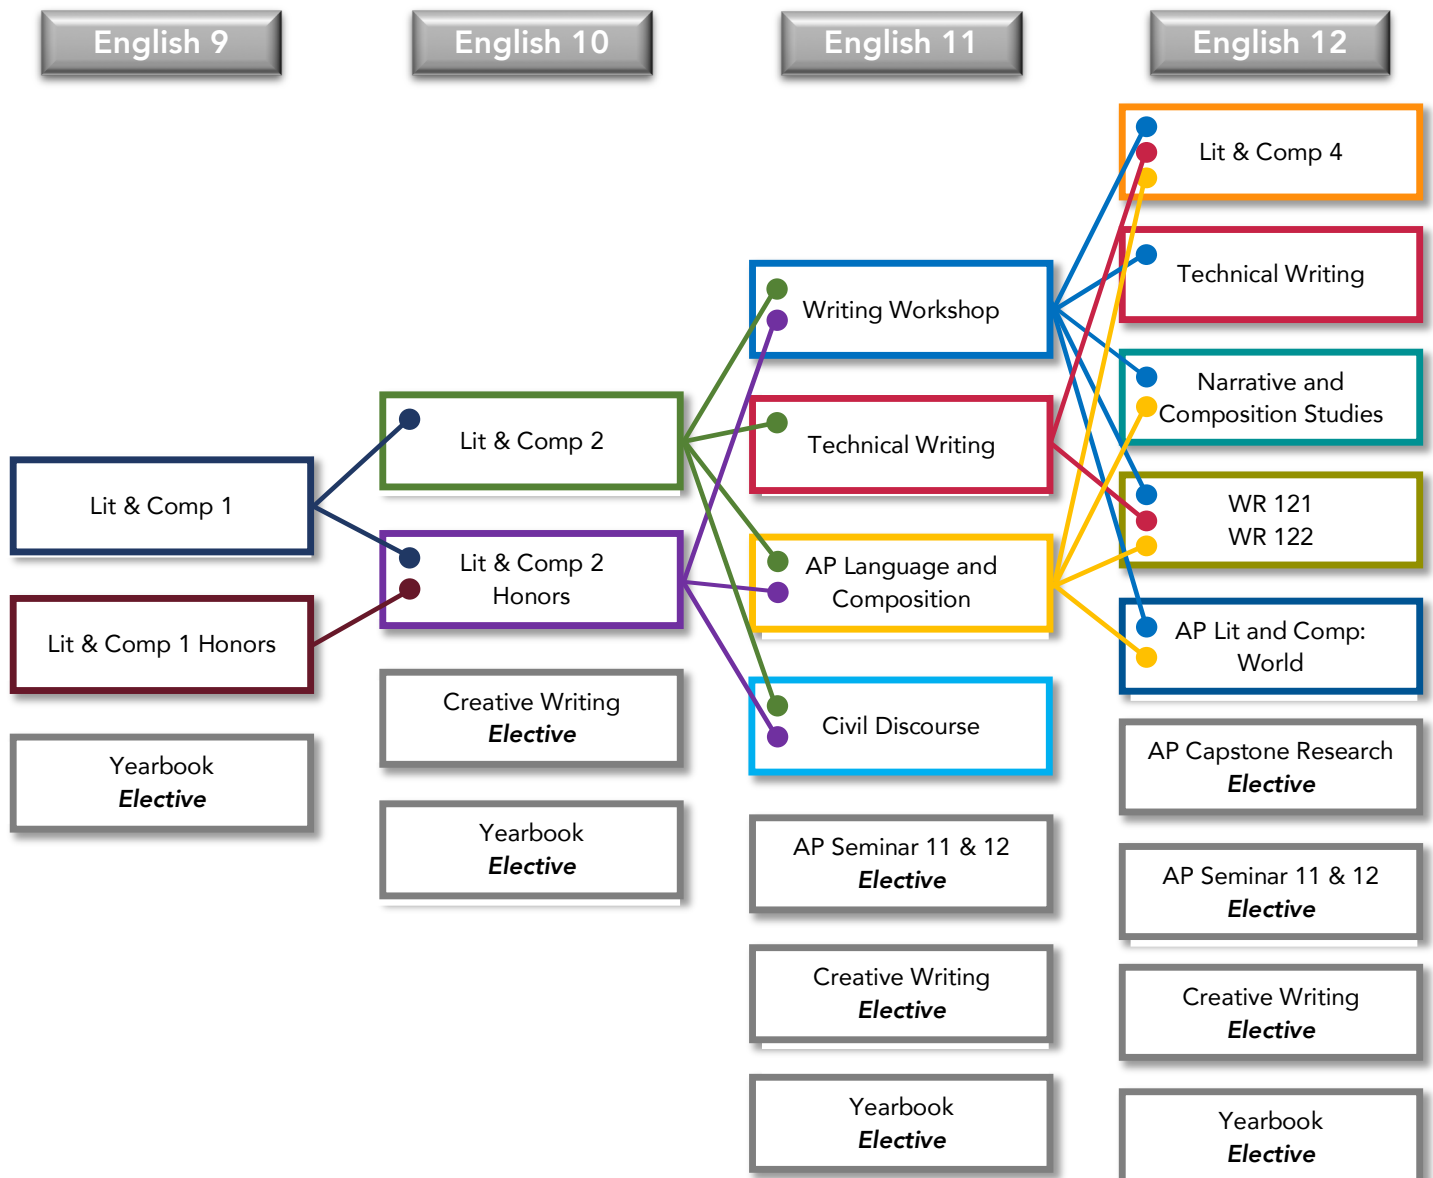 English 9
English 10
English 11
English 12
Lit & Comp 1
Lit & Comp 1 Honors
Yearbook
Elective
Lit & Comp 2
Lit & Comp 2
Honors
Creative Writing
Elective
Yearbook
Elective
Writing Workshop
Technical Writing
AP Language and
Composition
Civil Discourse
AP Seminar 11 & 12
Elective
Creative Writing
Elective
Yearbook
Elective
Lit & Comp 4
Technical Writing
Narrative and
Composition Studies
WR 121
WR 122
AP Lit and Comp:
World
AP Capstone Research
Elective
AP Seminar 11 & 12
Elective
Creative Writing
Elective
Yearbook
Elective